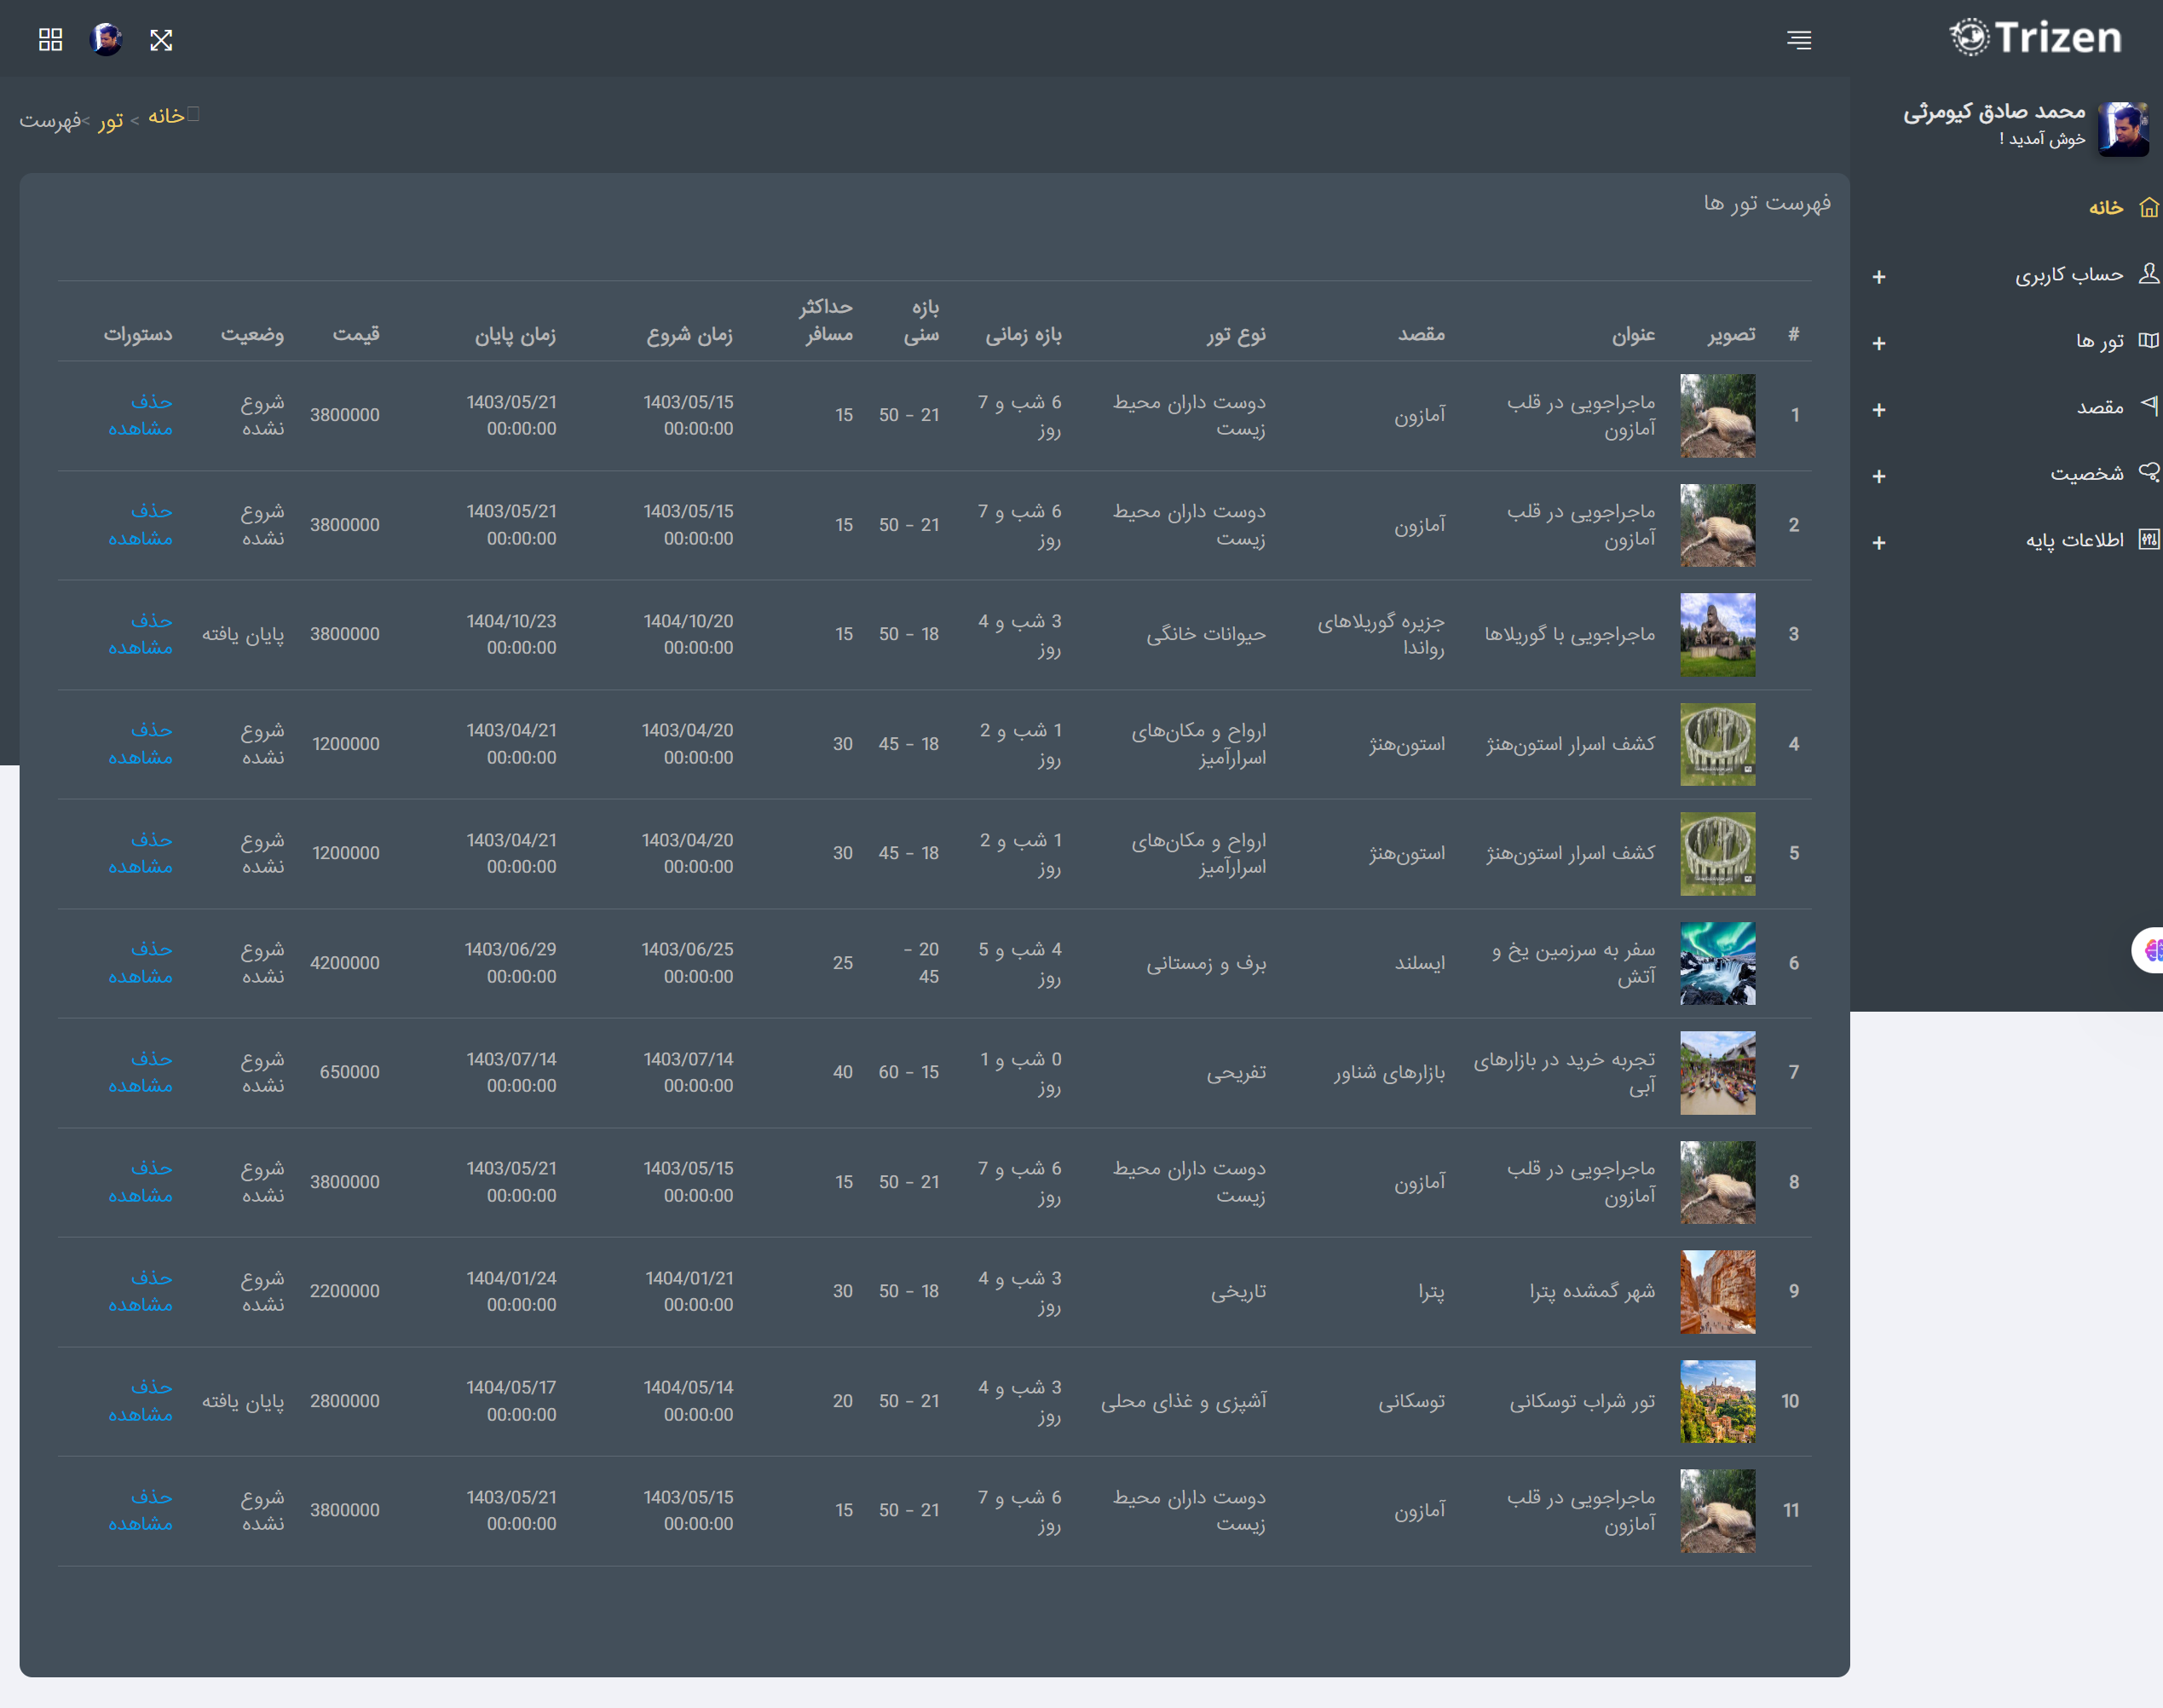 Trizen
محمد صادق کیومرثی
خوش آمدید !
خانه
حساب کاربری +
تور ها +
مقصد +
شخصیت +
اطلاعات پایه +
خانه > تور >فهرست
فهرست تور ها
# تصویر عنوان مقصد نوع تور بازه زمانی بازه سنی حداکثر مسافر زمان شروع زمان پایان قیمت وضعیت دستورات
1 ماجراجویی در قلب آمازون آمازون دوست داران محیط زیست 6 شب و 7 روز 21 - 50 15 1403/05/15 00:00:00 1403/05/21 00:00:00 3800000 شروع نشده حذف مشاهده
2 ماجراجویی در قلب آمازون آمازون دوست داران محیط زیست 6 شب و 7 روز 21 - 50 15 1403/05/15 00:00:00 1403/05/21 00:00:00 3800000 شروع نشده حذف مشاهده
3 ماجراجویی با گوریلاها جزیره گوریلاهای رواندا حیوانات خانگی 3 شب و 4 روز 18 - 50 15 1404/10/20 00:00:00 1404/10/23 00:00:00 3800000 پایان یافته حذف مشاهده
4 کشف اسرار استون‌هنژ استون‌هنژ ارواح و مکان‌های اسرارآمیز 1 شب و 2 روز 18 - 45 30 1403/04/20 00:00:00 1403/04/21 00:00:00 1200000 شروع نشده حذف مشاهده
5 کشف اسرار استون‌هنژ استون‌هنژ ارواح و مکان‌های اسرارآمیز 1 شب و 2 روز 18 - 45 30 1403/04/20 00:00:00 1403/04/21 00:00:00 1200000 شروع نشده حذف مشاهده
6 سفر به سرزمین یخ و آتش ایسلند برف و زمستانی 4 شب و 5 روز 20 - 45 25 1403/06/25 00:00:00 1403/06/29 00:00:00 4200000 شروع نشده حذف مشاهده
7 تجربه خرید در بازارهای آبی بازارهای شناور تفریحی 0 شب و 1 روز 15 - 60 40 1403/07/14 00:00:00 1403/07/14 00:00:00 650000 شروع نشده حذف مشاهده
8 ماجراجویی در قلب آمازون آمازون دوست داران محیط زیست 6 شب و 7 روز 21 - 50 15 1403/05/15 00:00:00 1403/05/21 00:00:00 3800000 شروع نشده حذف مشاهده
9 شهر گمشده پترا پترا تاریخی 3 شب و 4 روز 18 - 50 30 1404/01/21 00:00:00 1404/01/24 00:00:00 2200000 شروع نشده حذف مشاهده
10 تور شراب توسکانی توسکانی آشپزی و غذای محلی 3 شب و 4 روز 21 - 50 20 1404/05/14 00:00:00 1404/05/17 00:00:00 2800000 پایان یافته حذف مشاهده
11 ماجراجویی در قلب آمازون آمازون دوست داران محیط زیست 6 شب و 7 روز 21 - 50 15 1403/05/15 00:00:00 1403/05/21 00:00:00 3800000 شروع نشده حذف مشاهده